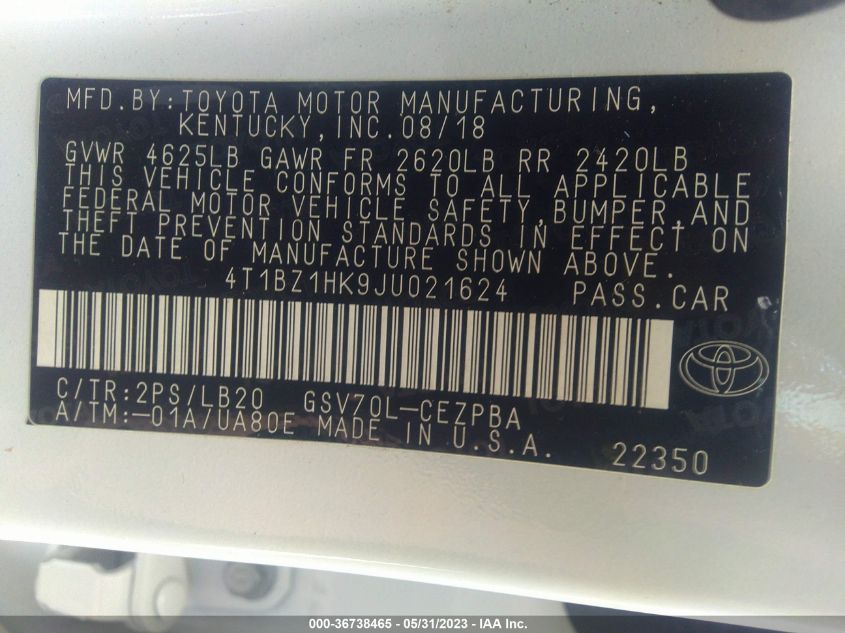 MFD.BY:TOYOTA MOTOR MANUFACTURING,
KENTUCKY,INC.08/18
GVWR 4625LB GAWR FR 2620LB RR 2420LB
THIS VEHICLE CONFORMS TO ALL APPLICABLE
FEDERAL MOTOR VEHICLE SAFETY,BUMPER,AND
THEFT PREVENTION STANDARDS IN EFFECT ON
THE DATE OF MANUFACTURE SHOWN ABOVE.
4T1BZ1HK9JU021624 PASS.CAR
C/TR:2PS/LB20 GSV70L-CEZPBA
A/TM:-01A/UA80E MADE IN U.S.A. 22350
000-36738465 - 05/31/2023 - IAA Inc.